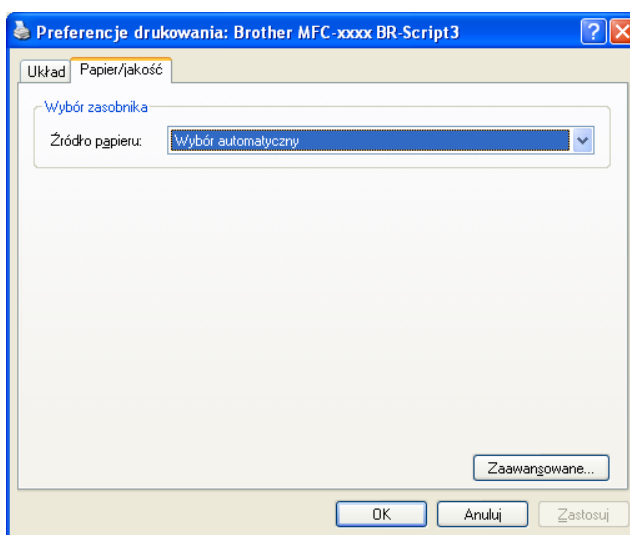 Preferencje drukowania: Brother MFC-xxxx BR-Script3
Układ Papier/jakość
Wybór zasobnika
Źródło papieru: Wybór automatyczny
Zaawansowane...
OK Anuluj Zastosuj